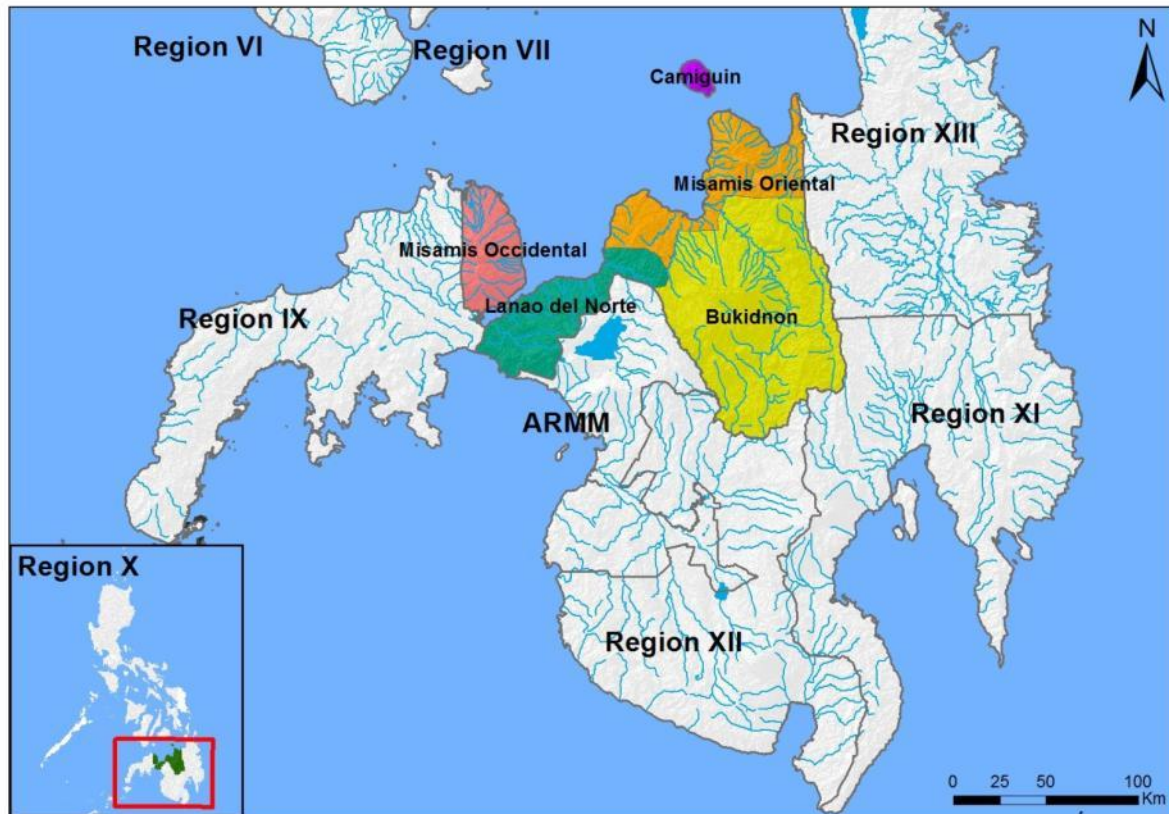 Region VI
Region VII
N
Camiguin
Region XIII
Misamis Oriental
Misamis Occidental
Lanao del Norte
Region IX
Bukidnon
ARMM
Region XI
Region X
Region XII
0 25 50 100
Km